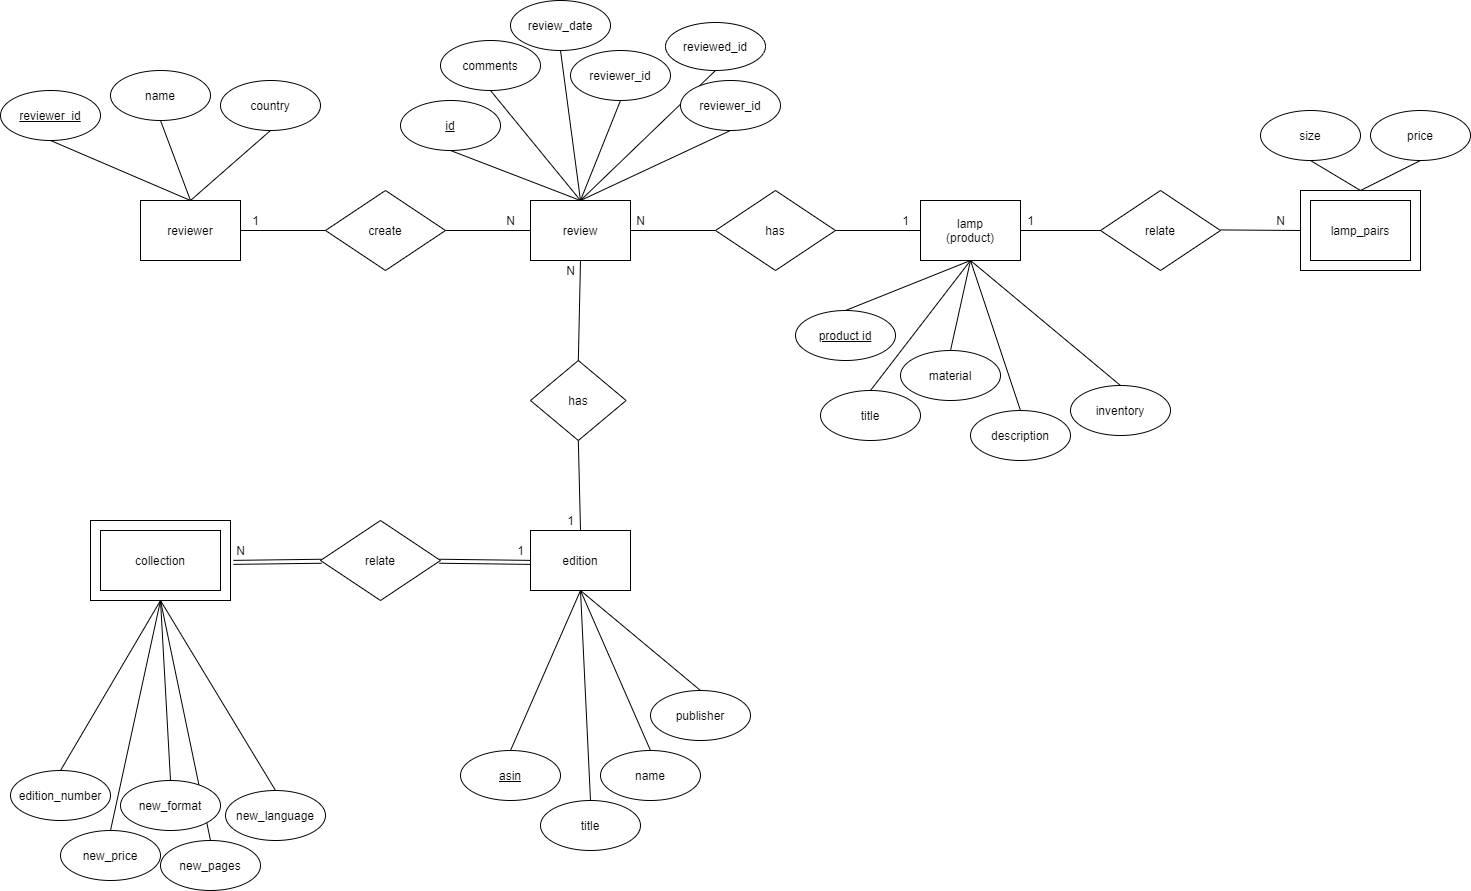 review_date
reviewed_id
comments
reviewer_id
name
country
reviewer_id
reviewer_id
id
size
price
reviewer
1
create
N
review
N
has
1
lamp
(product)
1
relate
N
lamp_pairs
N
product id
material
title
inventory
description
has
1
collection
N
relate
1
edition
publisher
edition_number
new_format
new_language
asin
name
title
new_price
new_pages